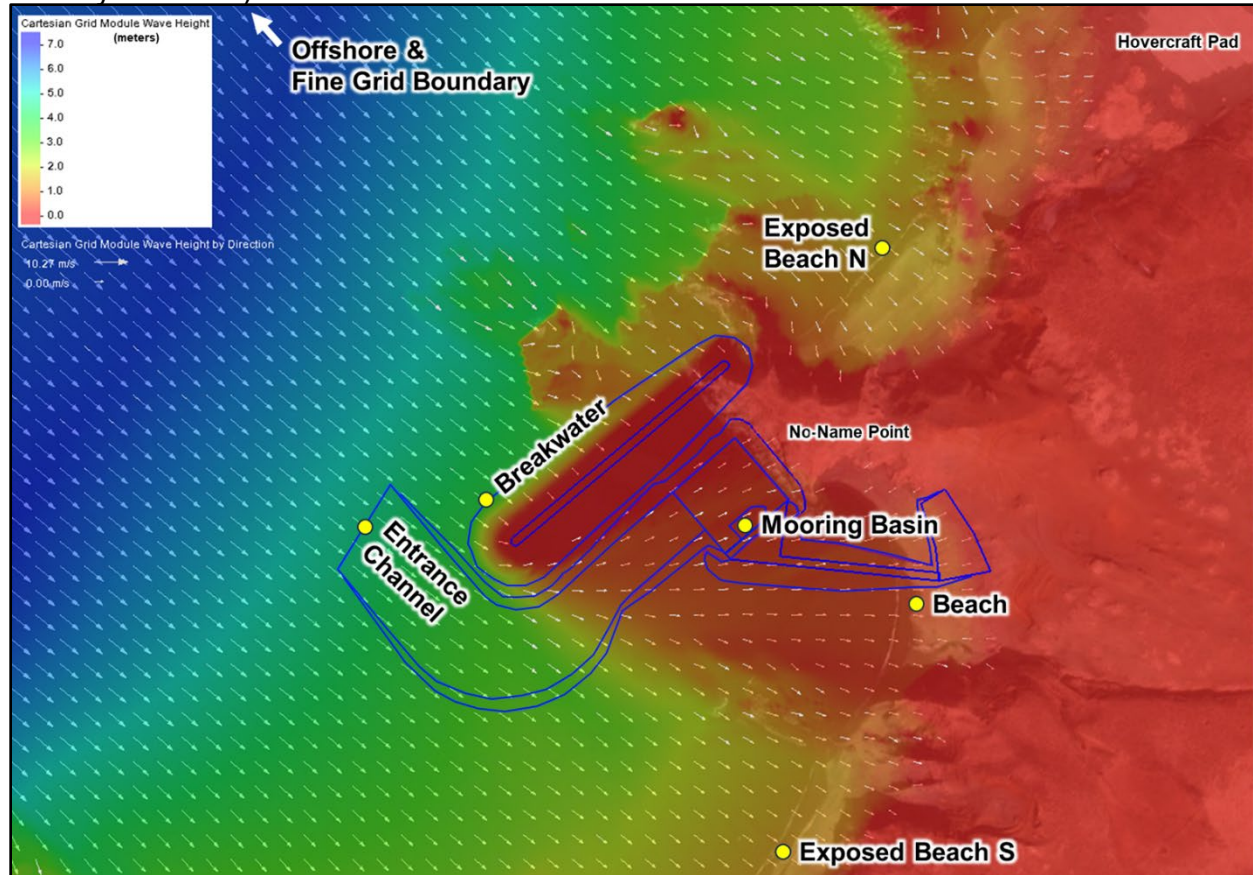 Cartesian Grid Module Wave Height
(meters)
7.0
6.0
5.0
4.0
3.0
2.0
1.0
0.0
Cartesian Grid Module Wave Height by Direction
10.27 m/s
0.00 m/s
Offshore &
Fine Grid Boundary
Hovercraft Pad
Exposed
Beach N
Breakwater
No-Name Point
Entrance
Channel
Mooring Basin
Beach
Exposed Beach S